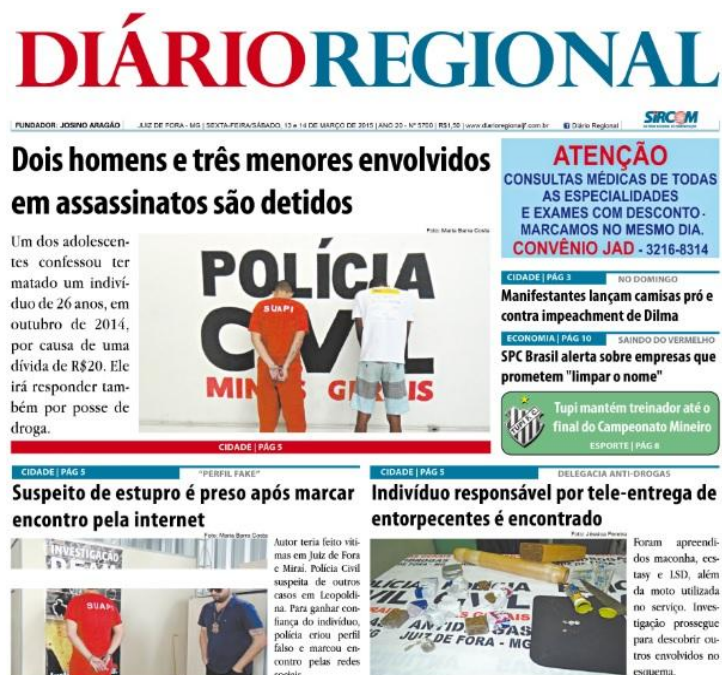 DIÁRIOREGIONAL
FUNDADOR: JOSINO ARAGÃO
JUIZ DE FORA - MG | SEXTA-FEIRA/SÁBADO, 13 e 14 DE MARÇO DE 2015 | ANO 20 - Nº 5700 | R$1,50 | www.diarioregionaljf.com.br
Diário Regional
SIRCOM
Dois homens e três menores envolvidos
em assassinatos são detidos
Um dos adolescen-
tes confessou ter
matado um indiví-
duo de 26 anos, em
outubro de 2014,
por causa de uma
dívida de R$20. Ele
irá responder tam-
bém por posse de
droga.
Foto: Maria Barra Costa
POLÍCIA
MINAS GERAIS
SUAPI
CIDADE | PÁG 5
ATENÇÃO
CONSULTAS MÉDICAS DE TODAS
AS ESPECIALIDADES
E EXAMES COM DESCONTO -
MARCAMOS NO MESMO DIA.
CONVÊNIO JAD - 3216-8314
CIDADE | PÁG 3
NO DOMINGO
Manifestantes lançam camisas pró e
contra impeachment de Dilma
ECONOMIA | PÁG 10
SAINDO DO VERMELHO
SPC Brasil alerta sobre empresas que
prometem "limpar o nome"
Tupi mantém treinador até o
final do Campeonato Mineiro
ESPORTE | PÁG 8
CIDADE | PÁG 5
"PERFIL FAKE"
Suspeito de estupro é preso após marcar
encontro pela internet
Foto: Maria Barra Costa
INVESTIGAÇÃO
SUAPI
Autor teria feito víti-
mas em Juiz de Fora
e Miraí. Polícia Civil
suspeita de outros
casos em Leopoldi-
na. Para ganhar con-
fiança do indivíduo,
polícia criou perfil
falso e marcou en-
contro pelas redes
sociais.
CIDADE | PÁG 5
DELEGACIA ANTI-DROGAS
Indivíduo responsável por tele-entrega de
entorpecentes é encontrado
Foto: Jéssica Pereira
JUIZ DE FORA - MG
Foram apreendi-
dos maconha, ecs-
tasy e LSD, além
da moto utilizada
no serviço. Inves-
tigação prossegue
para descobrir ou-
tros envolvidos no
esquema.